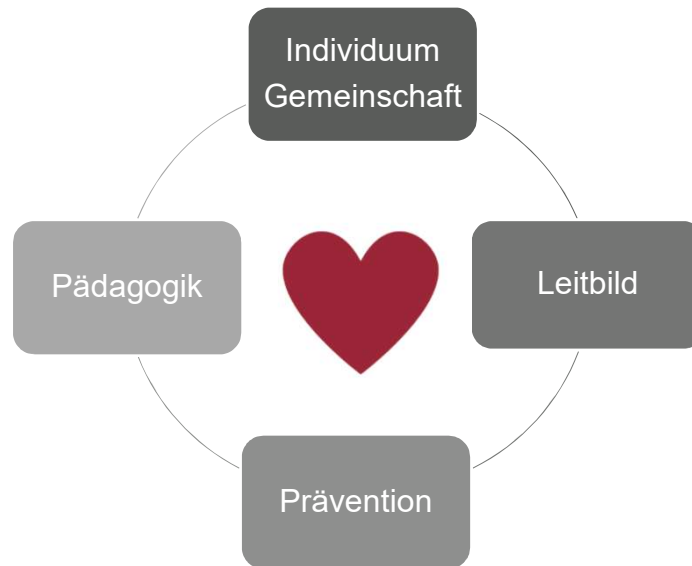 Individuum
Gemeinschaft
Pädagogik
Leitbild
Prävention